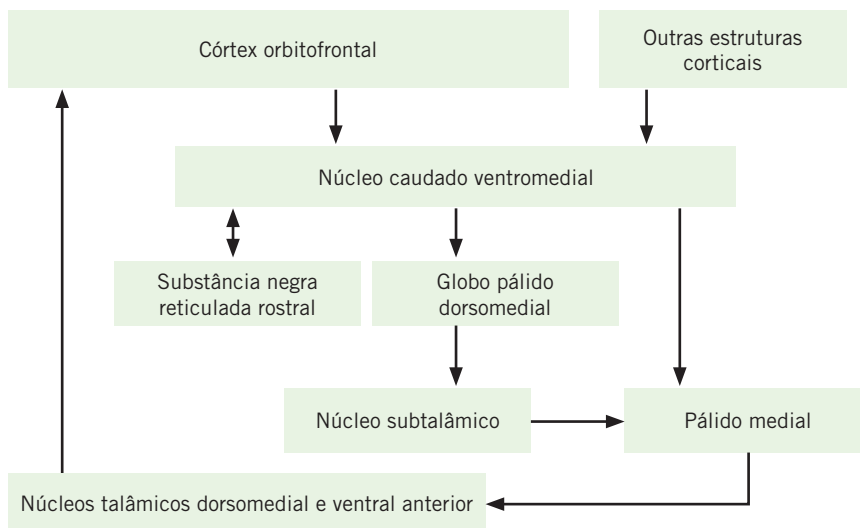 Córtex orbitofrontal
Outras estruturas
corticais
Núcleo caudado ventromedial
Substância negra
reticulada rostral
Globo pálido
dorsomedial
Núcleo subtalâmico
Pálido medial
Núcleos talâmicos dorsomedial e ventral anterior